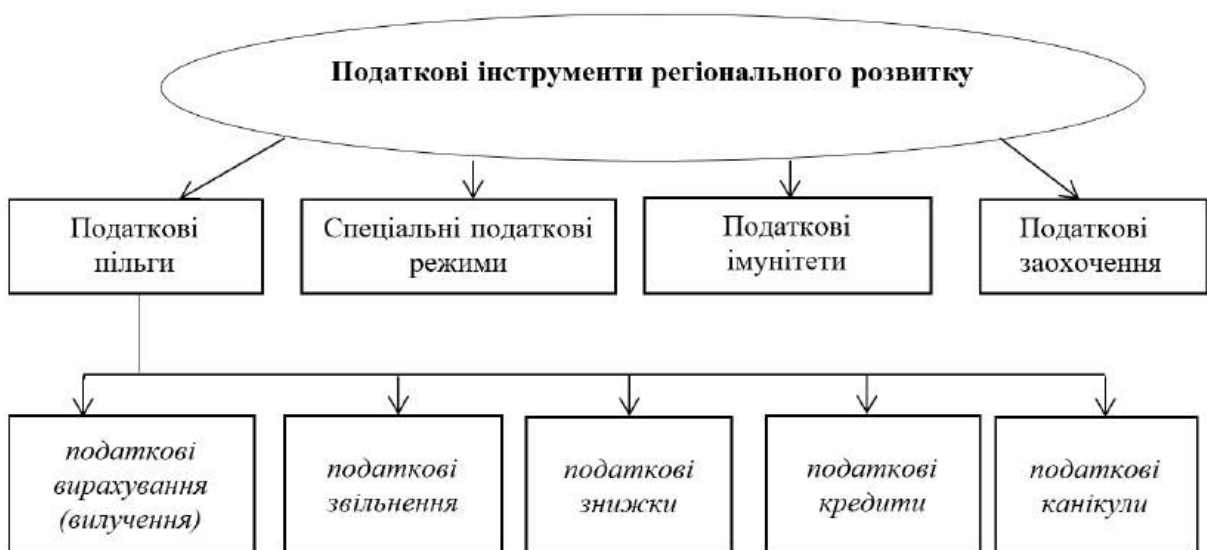 Податкові інструменти регіонального розвитку
Податкові
пільги
Спеціальні податкові
режими
Податкові
імунітети
Податкові
заохочення
податкові
вирахування
(вилучення)
податкові
звільнення
податкові
знижки
податкові
кредити
податкові
канікули